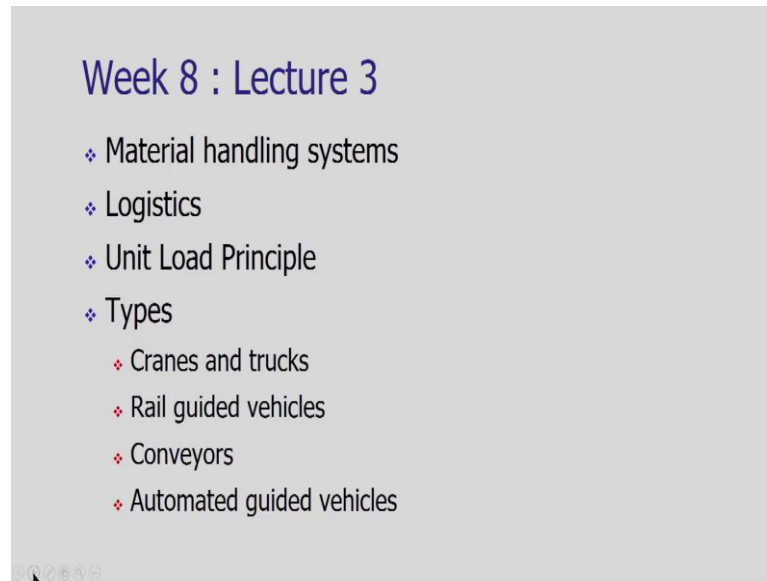 Week 8 : Lecture 3
Material handling systems
Logistics
Unit Load Principle
Types
Cranes and trucks
Rail guided vehicles
Conveyors
Automated guided vehicles